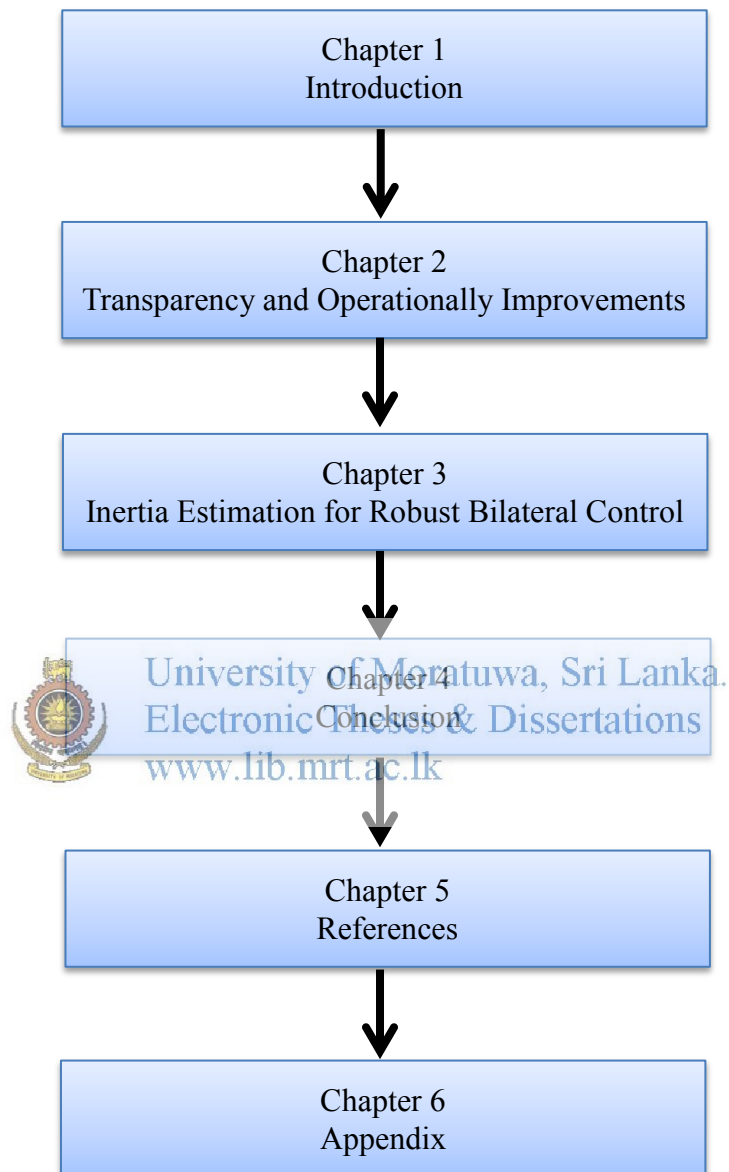 Chapter 1
Introduction
Chapter 2
Transparency and Operationally Improvements
Chapter 3
Inertia Estimation for Robust Bilateral Control
Chapter 4
Conclusion
University of Moratuwa, Sri Lanka.
Electronic Theses & Dissertations
www.lib.mrt.ac.lk
Chapter 5
References
Chapter 6
Appendix